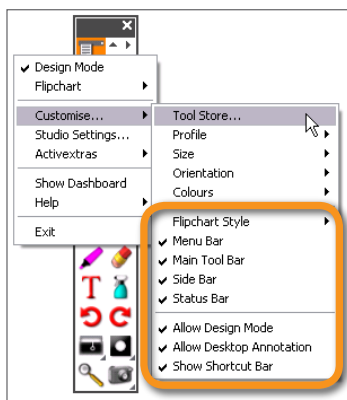 Design Mode
Flipchart
Customise...
Studio Settings...
Activextras
Show Dashboard
Help
Exit
Tool Store...
Profile
Size
Orientation
Colours
Flipchart Style
Menu Bar
Main Tool Bar
Side Bar
Status Bar
Allow Design Mode
Allow Desktop Annotation
Show Shortcut Bar
T